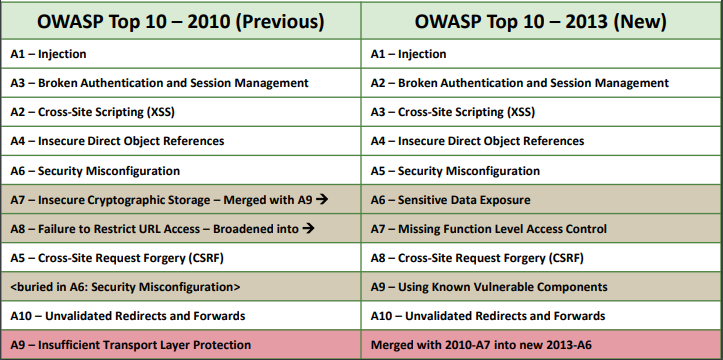 OWASP Top 10 – 2010 (Previous) OWASP Top 10 – 2013 (New)
A1 – Injection A1 – Injection
A3 – Broken Authentication and Session Management A2 – Broken Authentication and Session Management
A2 – Cross-Site Scripting (XSS) A3 – Cross-Site Scripting (XSS)
A4 – Insecure Direct Object References A4 – Insecure Direct Object References
A6 – Security Misconfiguration A5 – Security Misconfiguration
A7 – Insecure Cryptographic Storage – Merged with A9 → A6 – Sensitive Data Exposure
A8 – Failure to Restrict URL Access – Broadened into → A7 – Missing Function Level Access Control
A5 – Cross-Site Request Forgery (CSRF) A8 – Cross-Site Request Forgery (CSRF)
<buried in A6: Security Misconfiguration> A9 – Using Known Vulnerable Components
A10 – Unvalidated Redirects and Forwards A10 – Unvalidated Redirects and Forwards
A9 – Insufficient Transport Layer Protection Merged with 2010-A7 into new 2013-A6